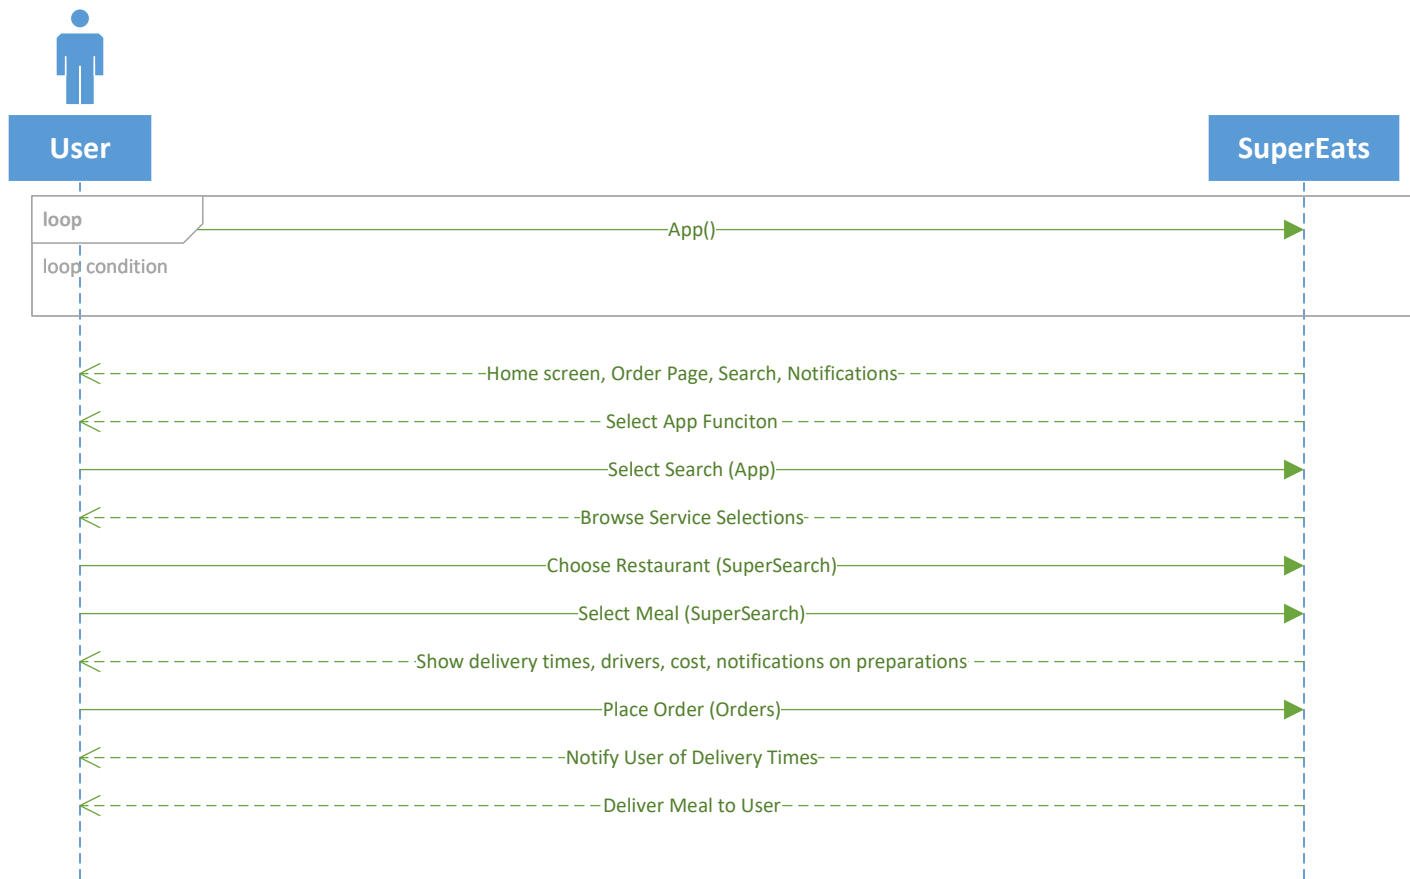 User
SuperEats
loop
App()
loop condition
Home screen, Order Page, Search, Notifications
Select App Funciton
Select Search (App)
Browse Service Selections
Choose Restaurant (SuperSearch)
Select Meal (SuperSearch)
Show delivery times, drivers, cost, notifications on preparations
Place Order (Orders)
Notify User of Delivery Times
Deliver Meal to User